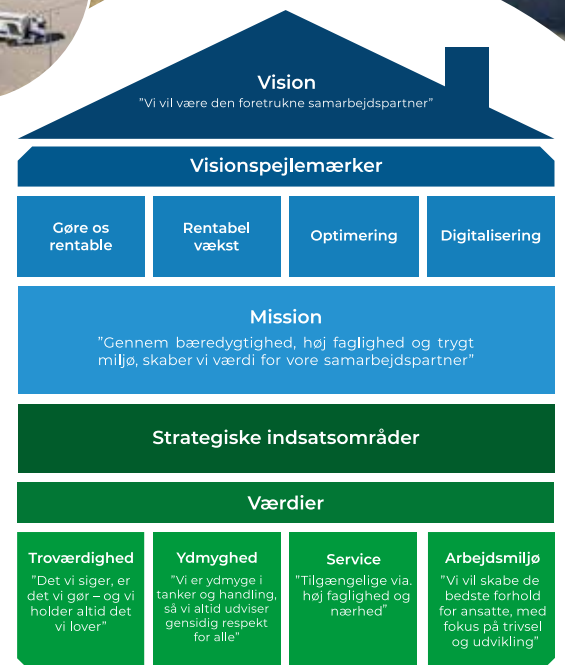 Vision
"Vi vil være den foretrukne samarbejdspartner"
Visionspejlemærker
Gøre os
rentable
Rentabel
vækst
Optimering
Digitalisering
Mission
"Gennem bæredygtighed, høj faglighed og trygt
miljø, skaber vi værdi for vore samarbejdspartner"
Strategiske indsatsområder
Værdier
Troværdighed
"Det vi siger, er
det vi gør – og vi
holder altid det
vi lover"
Ydmyghed
"Vi er ydmyge i
tanker og handling,
så vi altid udviser
gensidig respekt
for alle"
Service
"Tilgængelige via.
høj faglighed og
nærhed"
Arbejdsmiljø
"Vi vil skabe de
bedste forhold
for ansatte, med
fokus på trivsel
og udvikling"